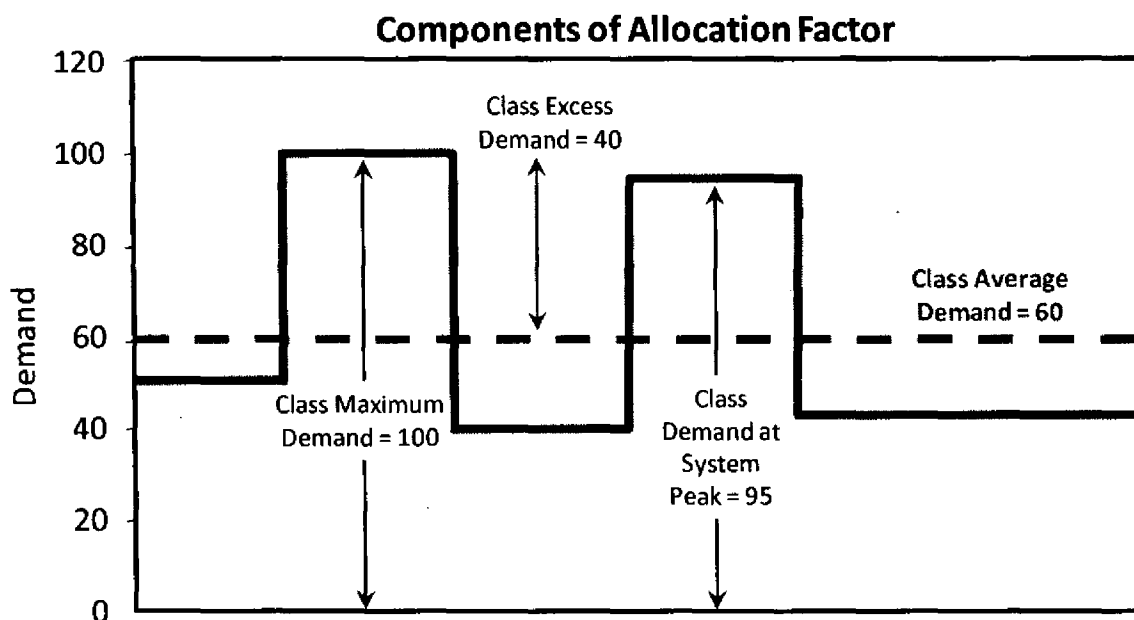 Components of Allocation Factor
120
100
80
60
40
20
0
Demand
Class Excess
Demand = 40
Class Average
Demand = 60
Class Maximum
Demand = 100
Class
Demand at
System
Peak = 95